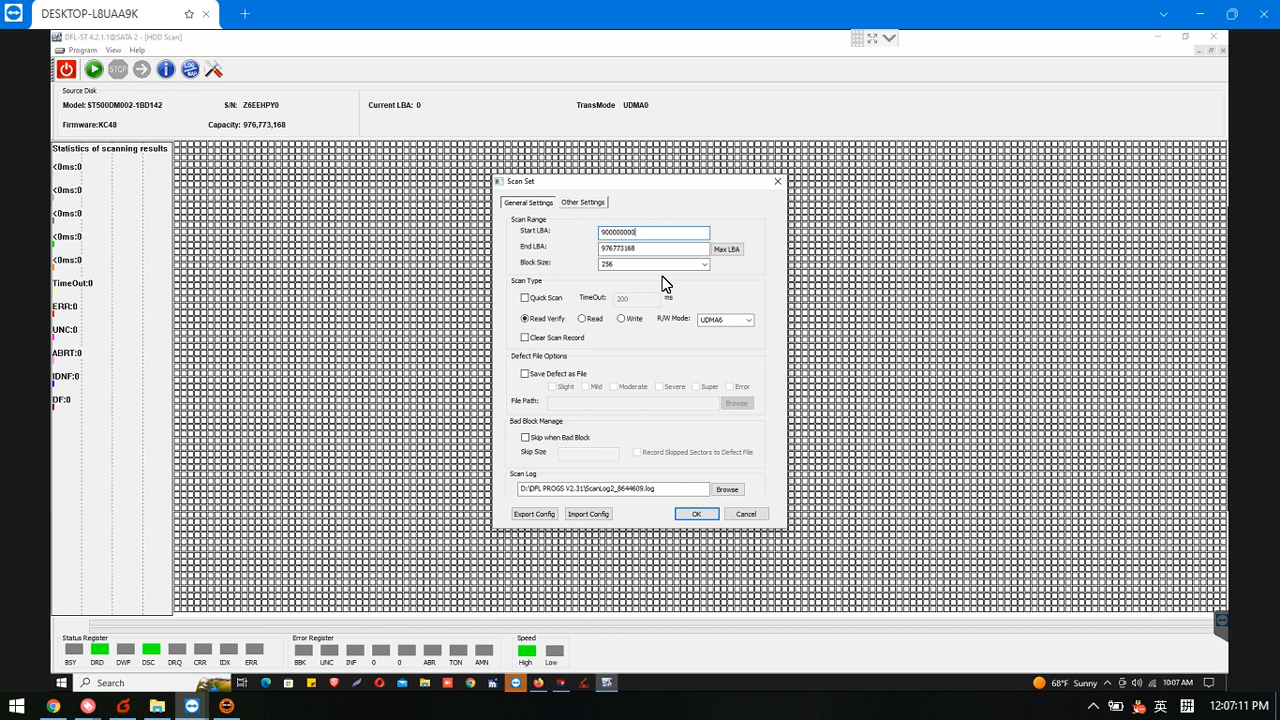 DESKTOP-L8UAA9K
DFL-ST 4.2.1.1@SATA 2 - [HDD Scan]
Program View Help
STOP
LOG MAP
Source Disk
Model: ST500DM002-1BD142 S/N: Z6EEHPY0 Current LBA: 0 TransMode UDMA0
Firmware:KC48 Capacity: 976,773,168
Statistics of scanning results
<0ms:0
<0ms:0
<0ms:0
<0ms:0
<0ms:0
TimeOut:0
ERR:0
UNC:0
ABRT:0
IDNF:0
DF:0
Scan Set
General Settings Other Settings
Scan Range
Start LBA: 900000000
End LBA: 976773168 Max LBA
Block Size: 256
Scan Type
Quick Scan TimeOut: 200 ms
Read Verify Read Write R/W Mode: UDMA6
Clear Scan Record
Defect File Options
Save Defect as File
Slight Mild Moderate Severe Super Error
File Path: Browse
Bad Block Manage
Skip when Bad Block
Skip Size Record Skipped Sectors to Defect File
Scan Log
D:\DFL PROGS V2.31\ScanLog2_8644609.log Browse
Export Config Import Config OK Cancel
Status Register Error Register Speed
BSY DRD DWF DSC DRQ CRR IDX ERR BBK UNC INF 0 0 ABR TON AMN High Low
Search 68°F Sunny 10:07 AM
英 12:07:11 PM